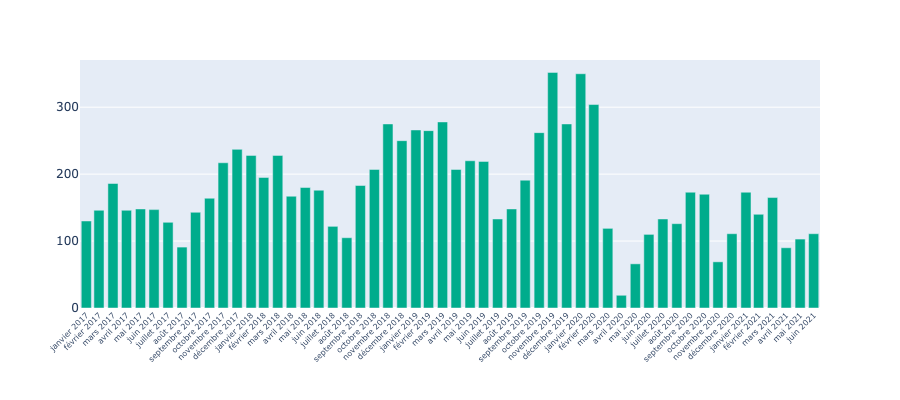 300
200
100
0
janvier 2017
février 2017
mars 2017
avril 2017
mai 2017
juin 2017
juillet 2017
août 2017
septembre 2017
octobre 2017
novembre 2017
décembre 2017
janvier 2018
février 2018
mars 2018
avril 2018
mai 2018
juin 2018
juillet 2018
août 2018
septembre 2018
octobre 2018
novembre 2018
décembre 2018
janvier 2019
février 2019
mars 2019
avril 2019
mai 2019
juin 2019
juillet 2019
août 2019
septembre 2019
octobre 2019
novembre 2019
décembre 2019
janvier 2020
février 2020
mars 2020
avril 2020
mai 2020
juin 2020
juillet 2020
août 2020
septembre 2020
octobre 2020
novembre 2020
décembre 2020
janvier 2021
février 2021
mars 2021
avril 2021
mai 2021
juin 2021